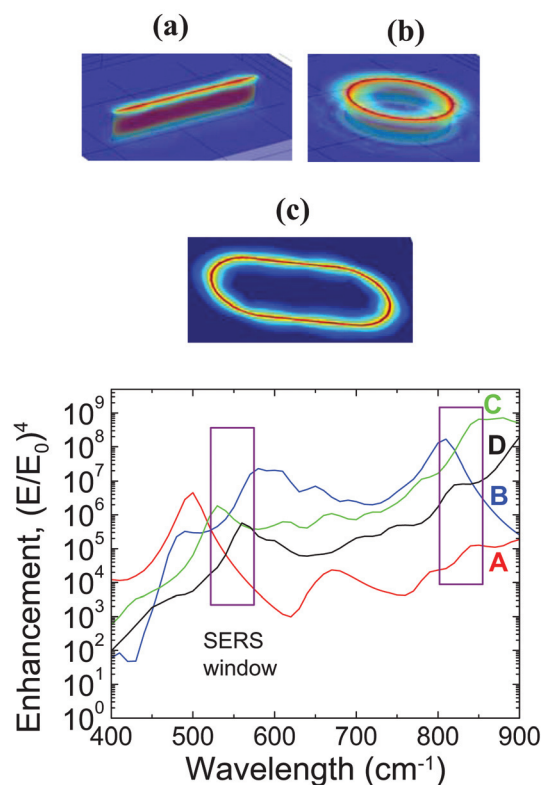 (a)
(b)
(c)
Enhancement, (E/E₀)⁴
10⁹
10⁸
10⁷
10⁶
10⁵
10⁴
10³
10²
10¹
10⁰
C
D
B
A
SERS
window
400 500 600 700 800 900
Wavelength (cm⁻¹)